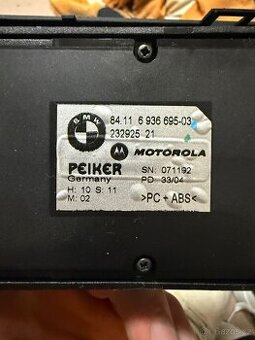 BMW
84.11 6 936 695-03
232925 21
MOTOROLA
PEIKER
Germany
SN: 071192
PD: 33/04
H: 10 S: 11
M: 02
>PC + ABS<